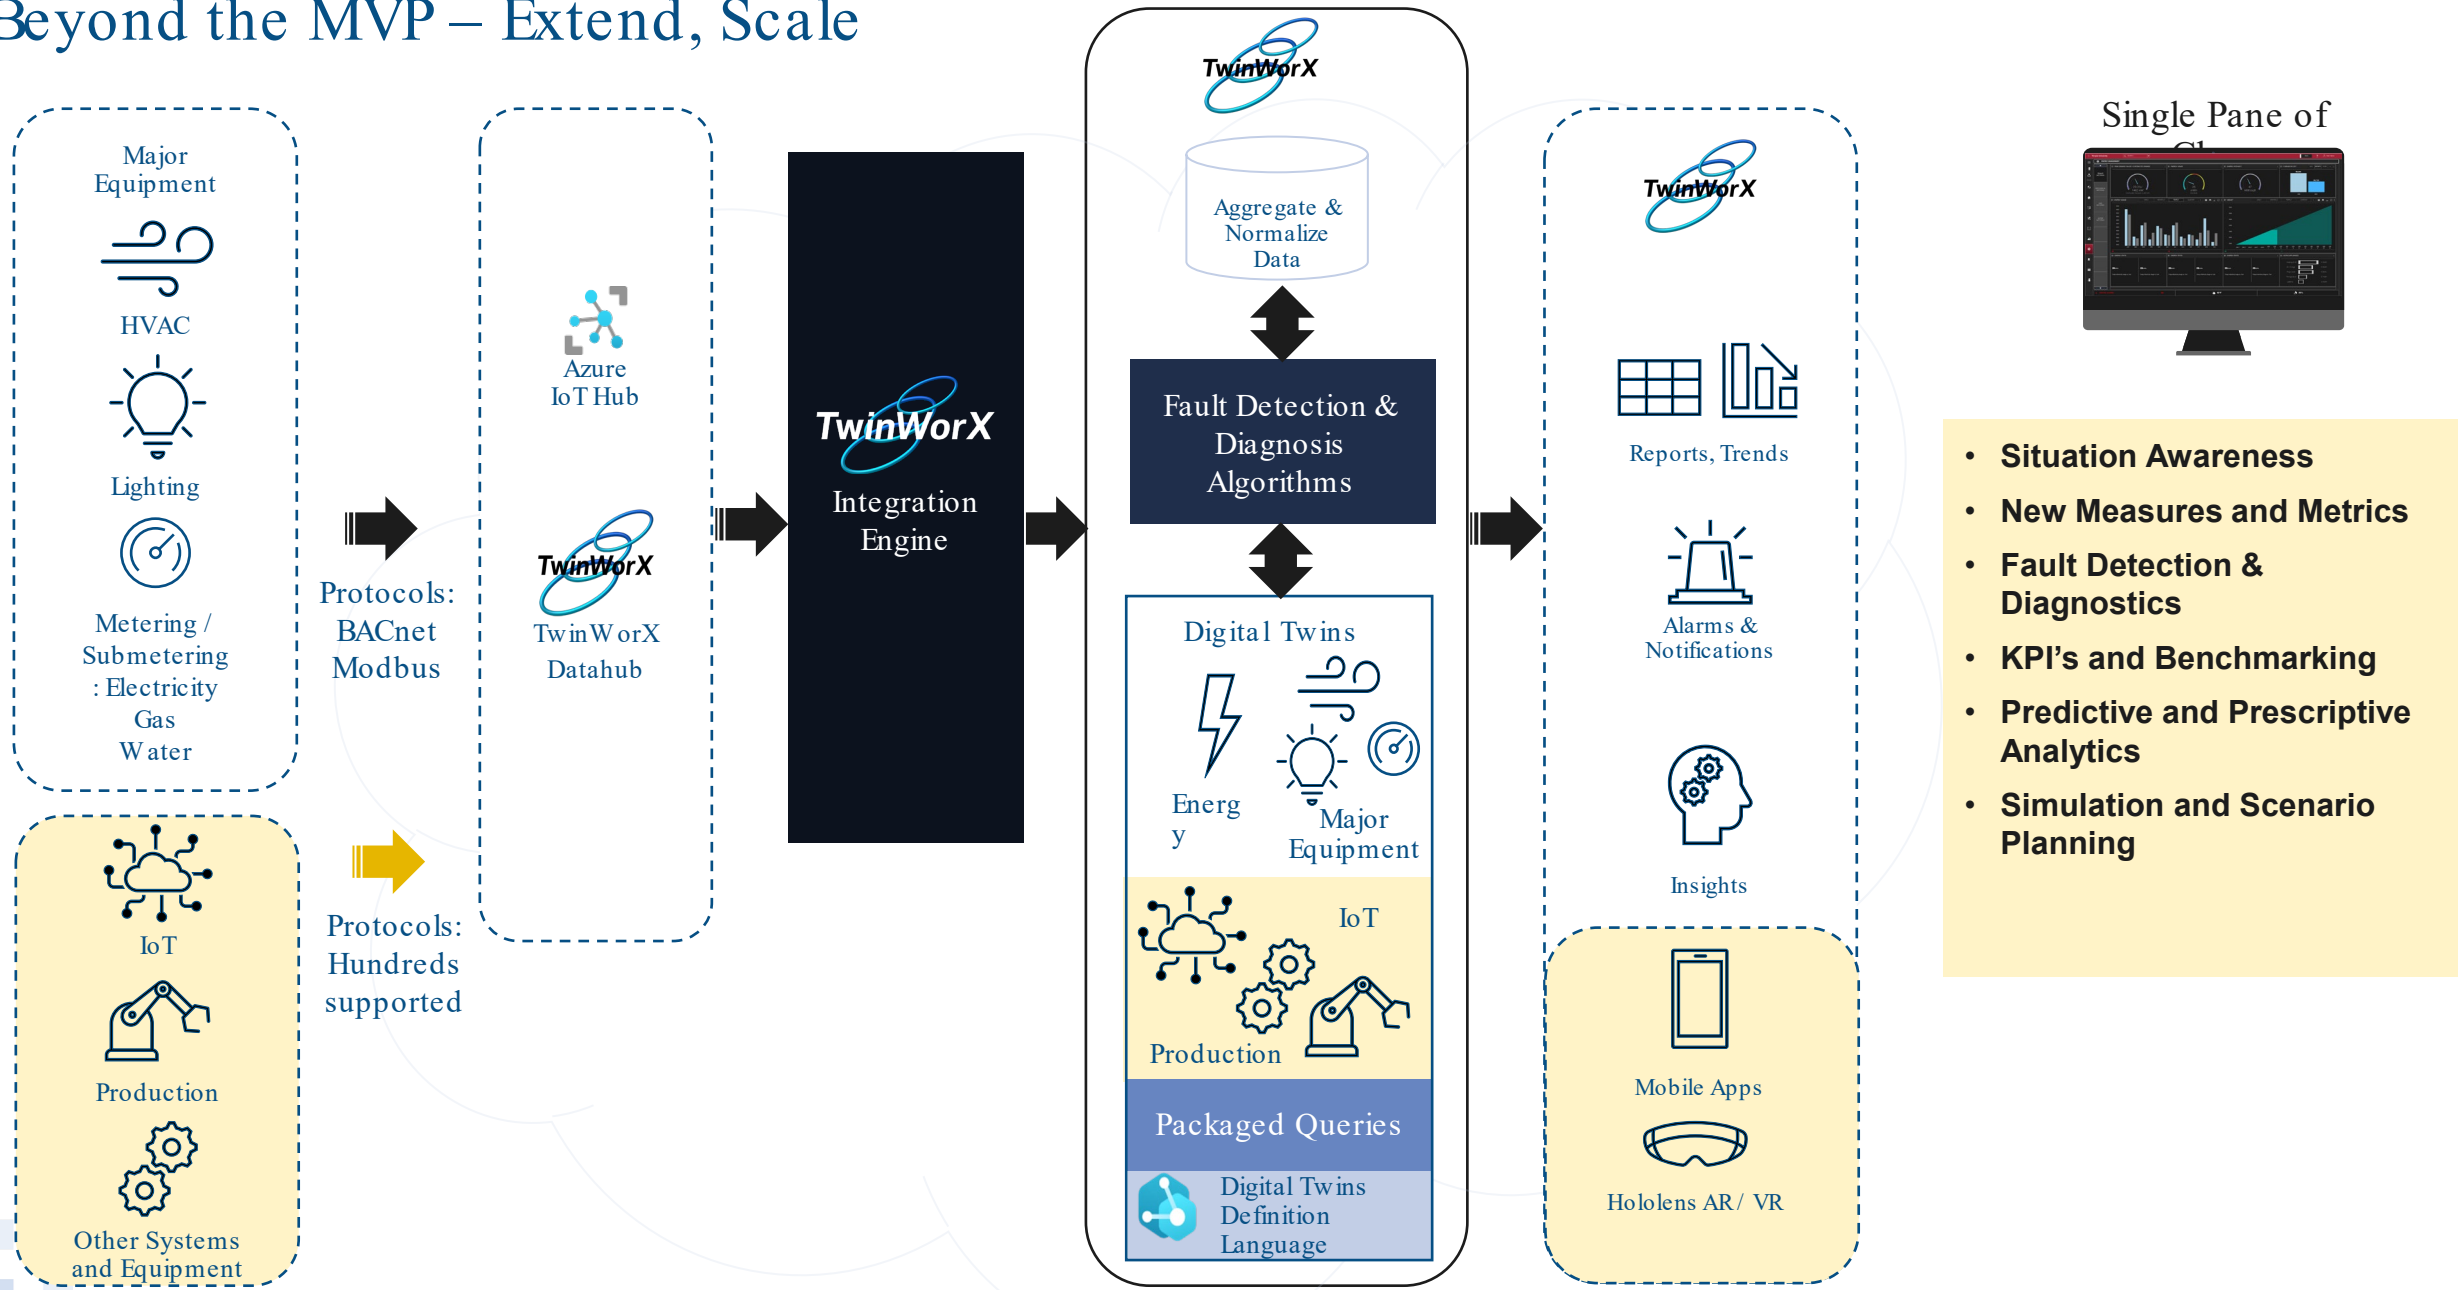 Beyond the MVP – Extend, Scale
Major
Equipment
HVAC
Lighting
Metering /
Submetering
: Electricity
Gas
Water
IoT
Production
Other Systems
and Equipment
Protocols:
BACnet
Modbus
Protocols:
Hundreds
supported
Azure
IoT Hub
TwinWorX
TwinWorX
Datahub
TwinWorX
Integration
Engine
TwinWorX
Aggregate &
Normalize
Data
Fault Detection &
Diagnosis
Algorithms
Digital Twins
Energ
y
Major
Equipment
IoT
Production
Packaged Queries
Digital Twins
Definition
Language
TwinWorX
Reports, Trends
Alarms &
Notifications
Insights
Mobile Apps
Hololens AR / VR
Single Pane of
• Situation Awareness
• New Measures and Metrics
• Fault Detection &
Diagnostics
• KPI’s and Benchmarking
• Predictive and Prescriptive
Analytics
• Simulation and Scenario
Planning